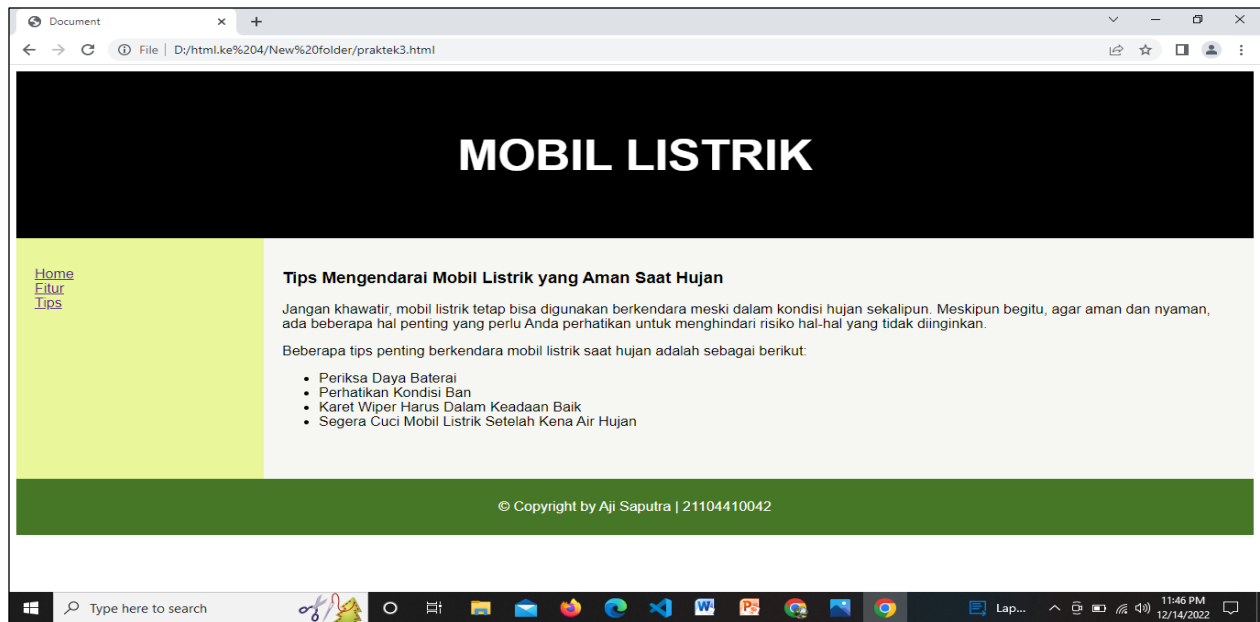 Document
File | D:/html.ke%204/New%20folder/praktek3.html
MOBIL LISTRIK
Home
Fitur
Tips
Tips Mengendarai Mobil Listrik yang Aman Saat Hujan
Jangan khawatir, mobil listrik tetap bisa digunakan berkendara meski dalam kondisi hujan sekalipun. Meskipun begitu, agar aman dan nyaman,
ada beberapa hal penting yang perlu Anda perhatikan untuk menghindari risiko hal-hal yang tidak diinginkan.
Beberapa tips penting berkendara mobil listrik saat hujan adalah sebagai berikut:
• Periksa Daya Baterai
• Perhatikan Kondisi Ban
• Karet Wiper Harus Dalam Keadaan Baik
• Segera Cuci Mobil Listrik Setelah Kena Air Hujan
© Copyright by Aji Saputra | 21104410042
Type here to search
Lap...
11:46 PM
12/14/2022